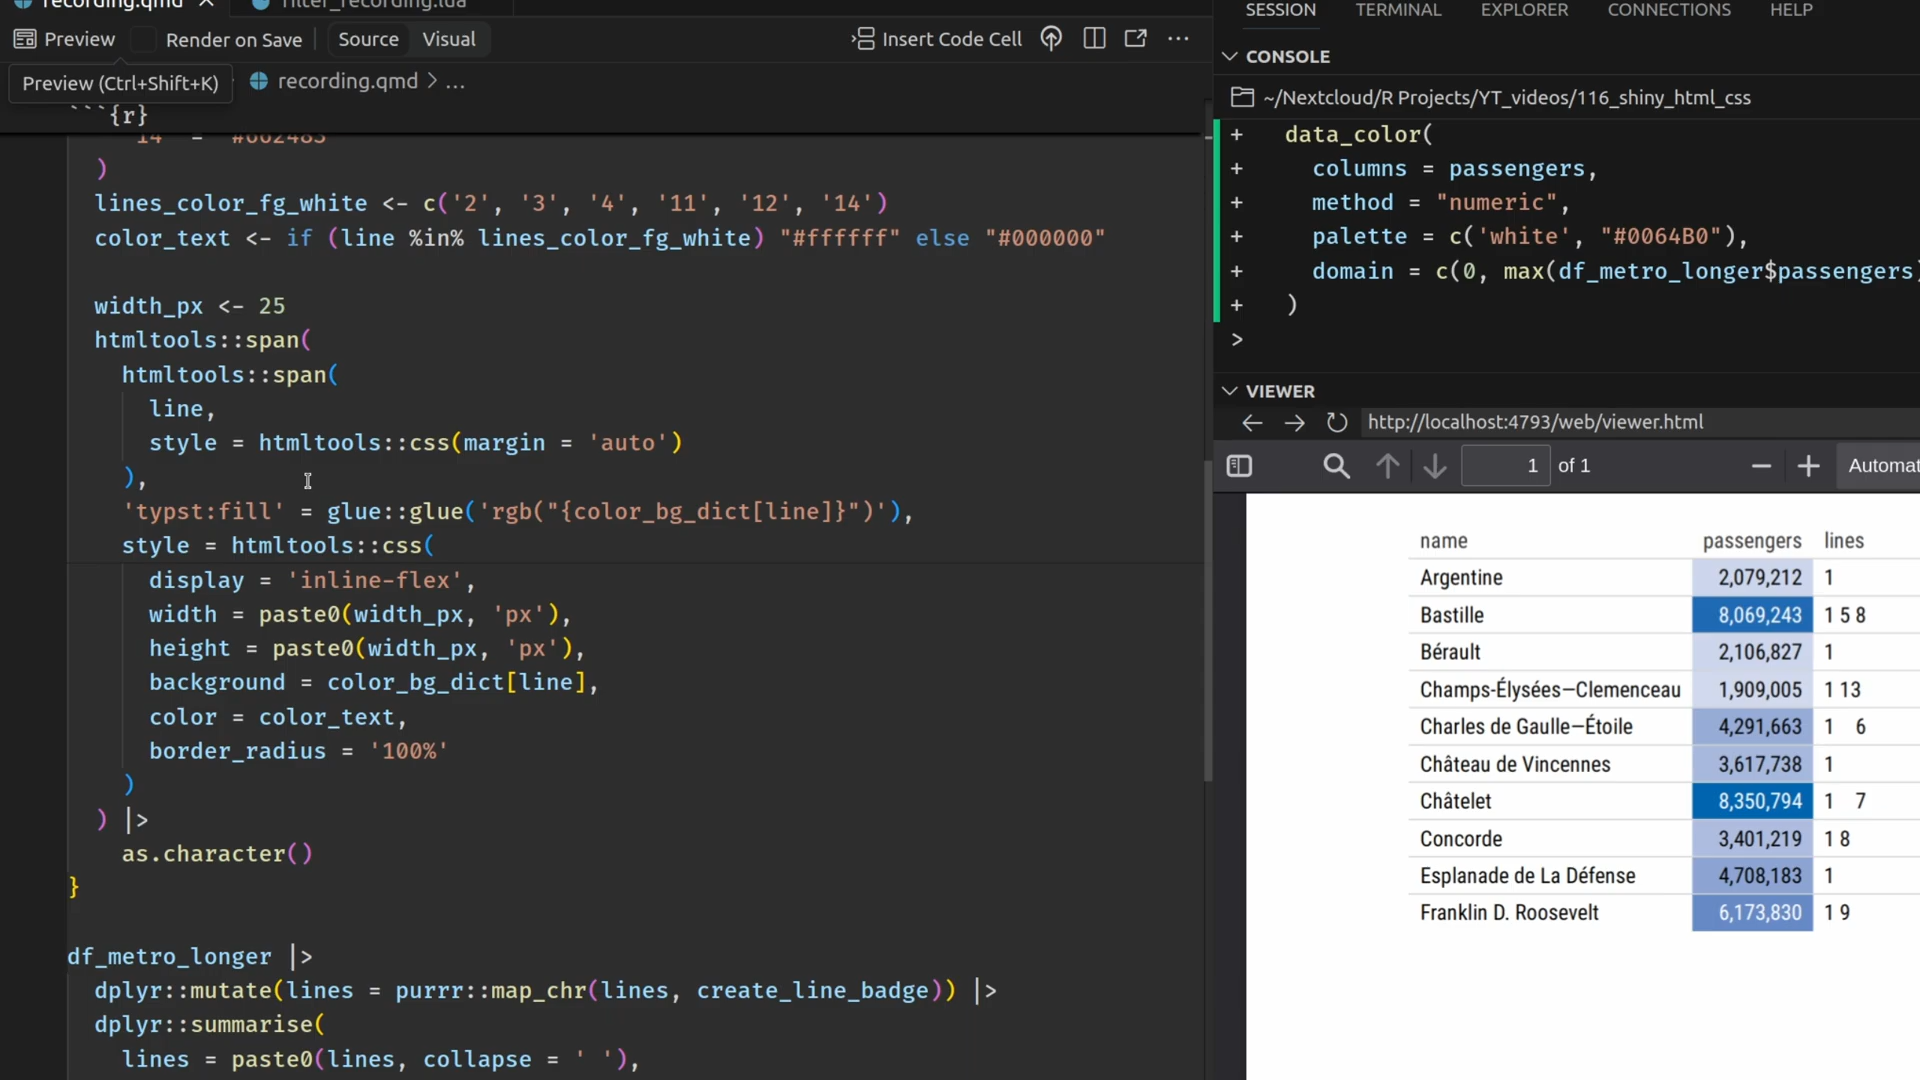 recording.qmd ×
filter_recording.lua
Preview
Render on Save
Source
Visual
Insert Code Cell
Preview (Ctrl+Shift+K)
recording.qmd > ...
```{r}
'14' = '#662483'
)
lines_color_fg_white <- c('2', '3', '4', '11', '12', '14')
color_text <- if (line %in% lines_color_fg_white) "#ffffff" else "#000000"
width_px <- 25
htmltools::span(
htmltools::span(
line,
style = htmltools::css(margin = 'auto')
),
'typst:fill' = glue::glue('rgb("{color_bg_dict[line]}")'),
style = htmltools::css(
display = 'inline-flex',
width = paste0(width_px, 'px'),
height = paste0(width_px, 'px'),
background = color_bg_dict[line],
color = color_text,
border_radius = '100%'
)
) |>
as.character()
}
df_metro_longer |>
dplyr::mutate(lines = purrr::map_chr(lines, create_line_badge)) |>
dplyr::summarise(
lines = paste0(lines, collapse = ' '),
SESSION
TERMINAL
EXPLORER
CONNECTIONS
HELP
CONSOLE
~/Nextcloud/R Projects/YT_videos/116_shiny_html_css
+ data_color(
+ columns = passengers,
+ method = "numeric",
+ palette = c('white', "#0064B0"),
+ domain = c(0, max(df_metro_longer$passengers)
+ )
>
VIEWER
http://localhost:4793/web/viewer.html
1 of 1
Automat
name passengers lines
Argentine 2,079,212 1
Bastille 8,069,243 1 5 8
Bérault 2,106,827 1
Champs-Élysées–Clemenceau 1,909,005 1 13
Charles de Gaulle–Étoile 4,291,663 1 6
Château de Vincennes 3,617,738 1
Châtelet 8,350,794 1 7
Concorde 3,401,219 1 8
Esplanade de La Défense 4,708,183 1
Franklin D. Roosevelt 6,173,830 1 9